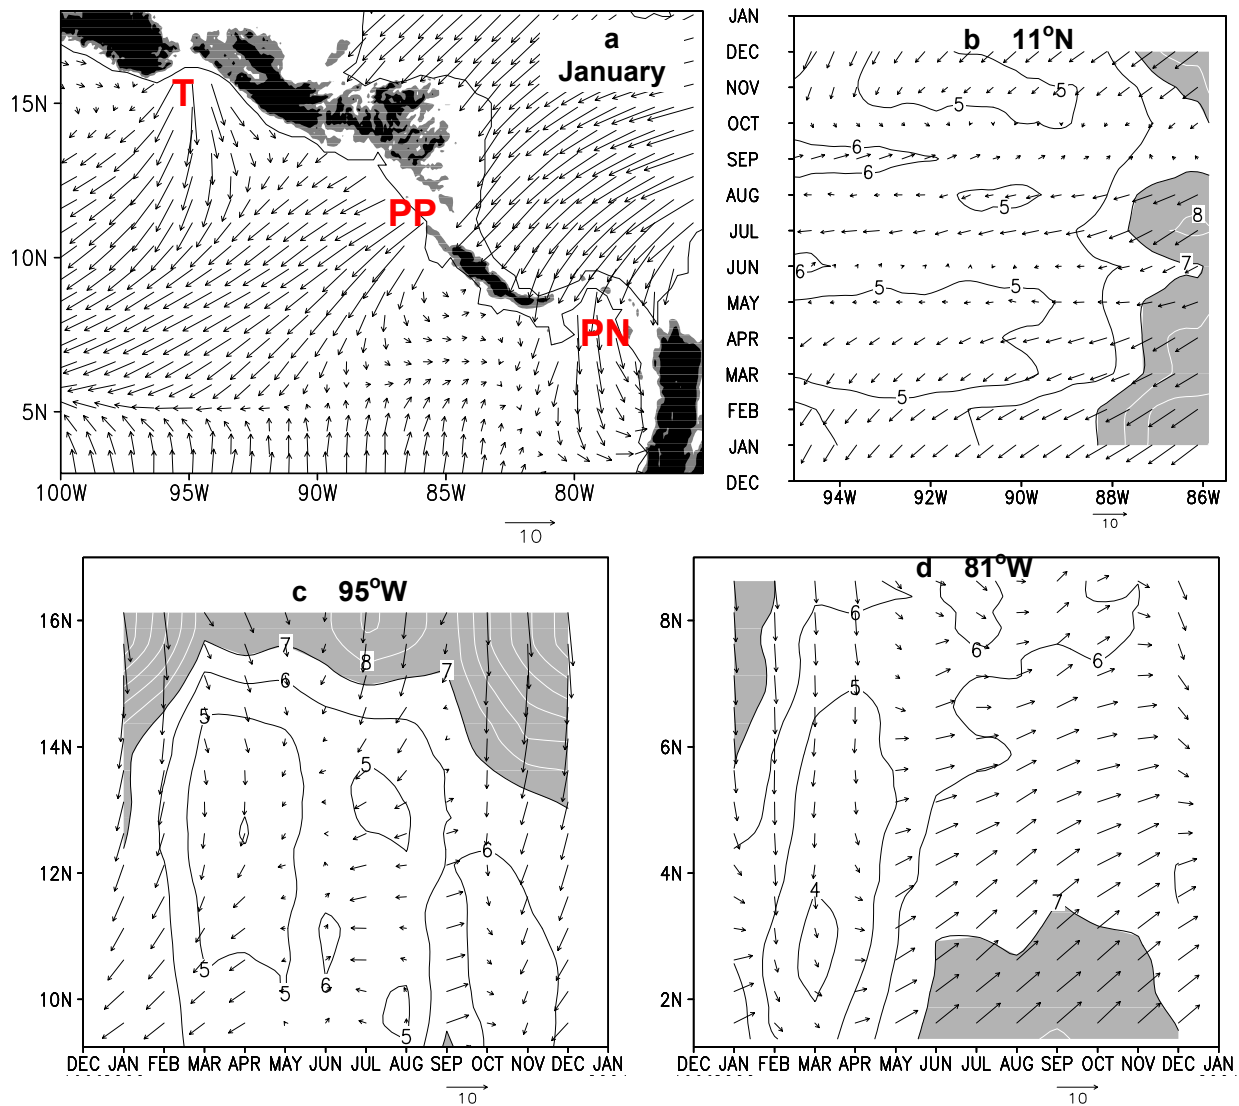 a
January
T
PP
PN
15N
10N
5N
100W 95W 90W 85W 80W
10
b 11°N
JAN
DEC
NOV
OCT
SEP
AUG
JUL
JUN
MAY
APR
MAR
FEB
JAN
DEC
5
5
6
6
5
8
7
6
5
5
5
94W 92W 90W 88W 86W
10
c 95°W
16N
14N
12N
10N
7
8
7
6
5
5
6
5
5
6
5
DEC JAN FEB MAR APR MAY JUN JUL AUG SEP OCT NOV DEC JAN
10
d 81°W
8N
6N
4N
2N
6
6
6
5
4
7
DEC JAN FEB MAR APR MAY JUN JUL AUG SEP OCT NOV DEC JAN
10